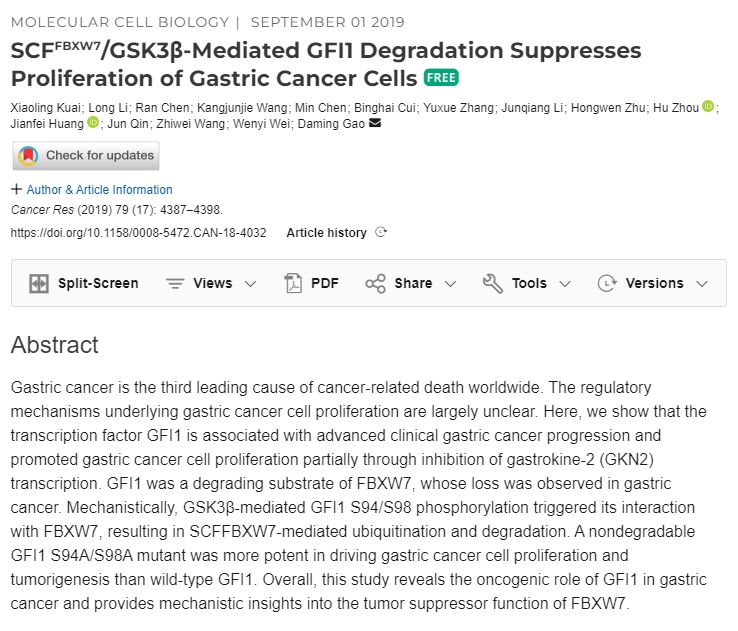 MOLECULAR CELL BIOLOGY | SEPTEMBER 01 2019
SCFFBXW7/GSK3β-Mediated GFI1 Degradation Suppresses
Proliferation of Gastric Cancer Cells FREE
Xiaoling Kuai; Long Li; Ran Chen; Kangjunjie Wang; Min Chen; Binghai Cui; Yuxue Zhang; Junqiang Li; Hongwen Zhu; Hu Zhou iD;
Jianfei Huang iD; Jun Qin; Zhiwei Wang; Wenyi Wei; Daming Gao
Check for updates
+ Author & Article Information
Cancer Res (2019) 79 (17): 4387–4398.
https://doi.org/10.1158/0008-5472.CAN-18-4032 Article history
Split-Screen Views PDF Share Tools Versions
Abstract
Gastric cancer is the third leading cause of cancer-related death worldwide. The regulatory
mechanisms underlying gastric cancer cell proliferation are largely unclear. Here, we show that the
transcription factor GFI1 is associated with advanced clinical gastric cancer progression and
promoted gastric cancer cell proliferation partially through inhibition of gastrokine-2 (GKN2)
transcription. GFI1 was a degrading substrate of FBXW7, whose loss was observed in gastric
cancer. Mechanistically, GSK3β-mediated GFI1 S94/S98 phosphorylation triggered its interaction
with FBXW7, resulting in SCFFBXW7-mediated ubiquitination and degradation. A nondegradable
GFI1 S94A/S98A mutant was more potent in driving gastric cancer cell proliferation and
tumorigenesis than wild-type GFI1. Overall, this study reveals the oncogenic role of GFI1 in gastric
cancer and provides mechanistic insights into the tumor suppressor function of FBXW7.